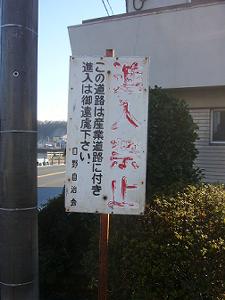 進入禁止
この道路は産業道路に付き
進入は御遠慮下さい.
日野自治会